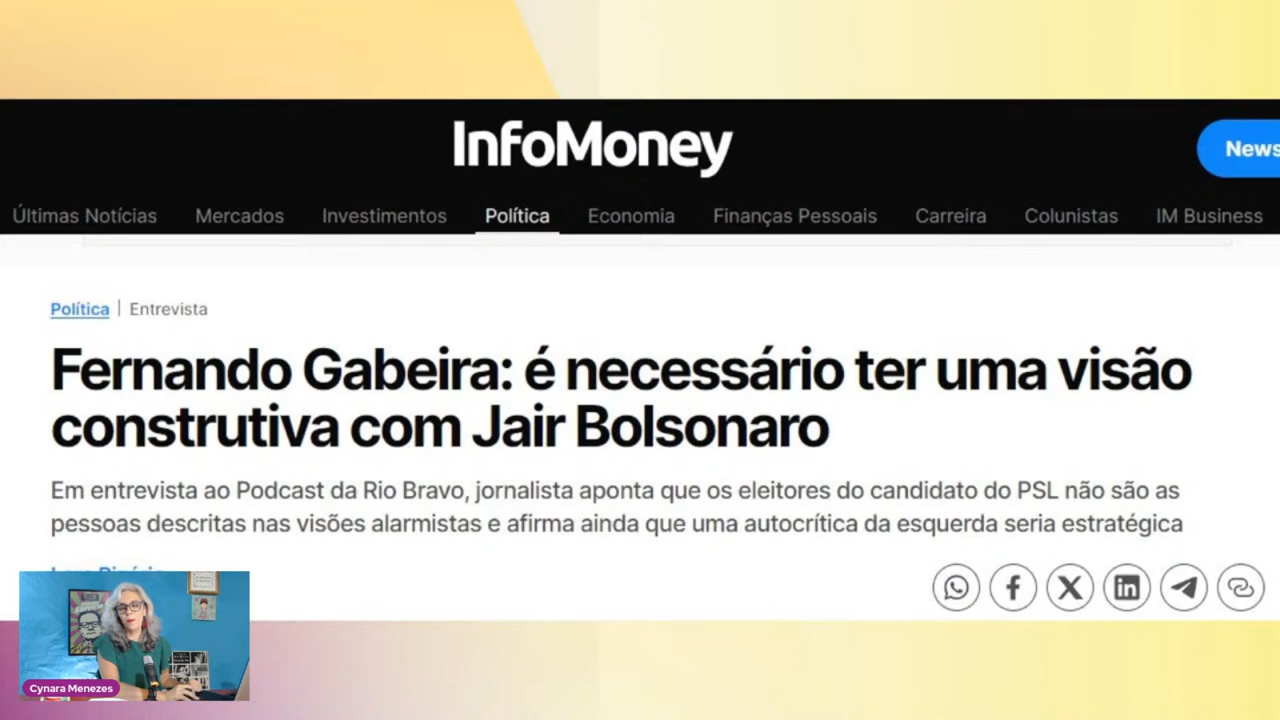 InfoMoney
News
Últimas Notícias Mercados Investimentos Política Economia Finanças Pessoais Carreira Colunistas IM Business
Política | Entrevista
Fernando Gabeira: é necessário ter uma visão
construtiva com Jair Bolsonaro
Em entrevista ao Podcast da Rio Bravo, jornalista aponta que os eleitores do candidato do PSL não são as
pessoas descritas nas visões alarmistas e afirma ainda que uma autocrítica da esquerda seria estratégica
Cynara Menezes